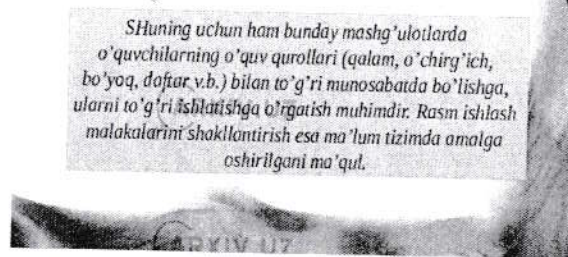 SHuning uchun ham bunday mashg’ulotlarda
o’quvchilarning o’quv qurollari (qalam, o’chirg’ich,
bo’yoq, daftar v.b.) bilan to’g’ri munosabatda bo’lishga,
ularni to’g’ri ishlatishga o’rgatish muhimdir. Rasm ishlash
malakalarini shakllantirish esa ma’lum tizimda amalga
oshirilgani ma’qul.
ARXIV UZ